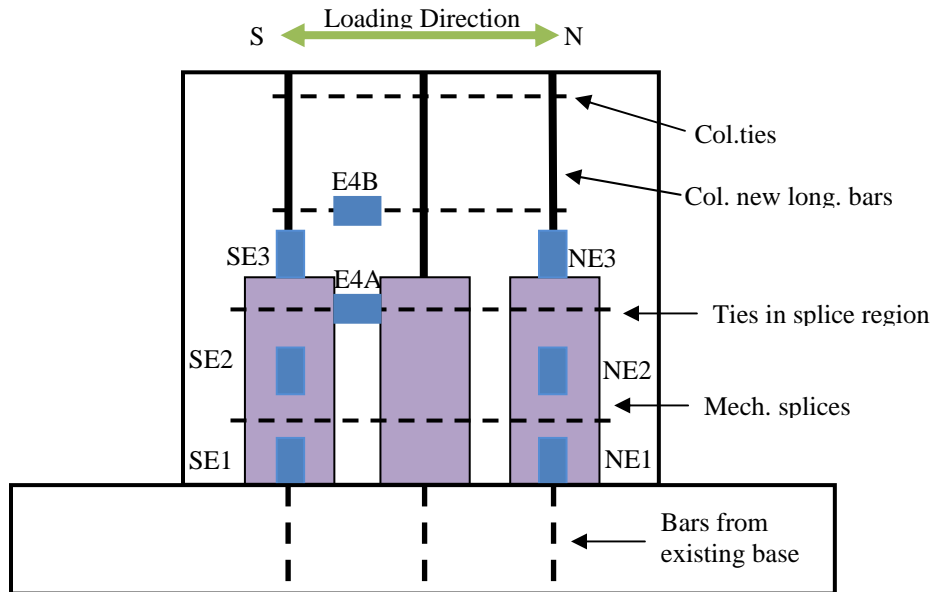 Loading Direction
S
N
Col.ties
E4B
Col. new long. bars
SE3
NE3
E4A
Ties in splice region
SE2
NE2
Mech. splices
SE1
NE1
Bars from
existing base